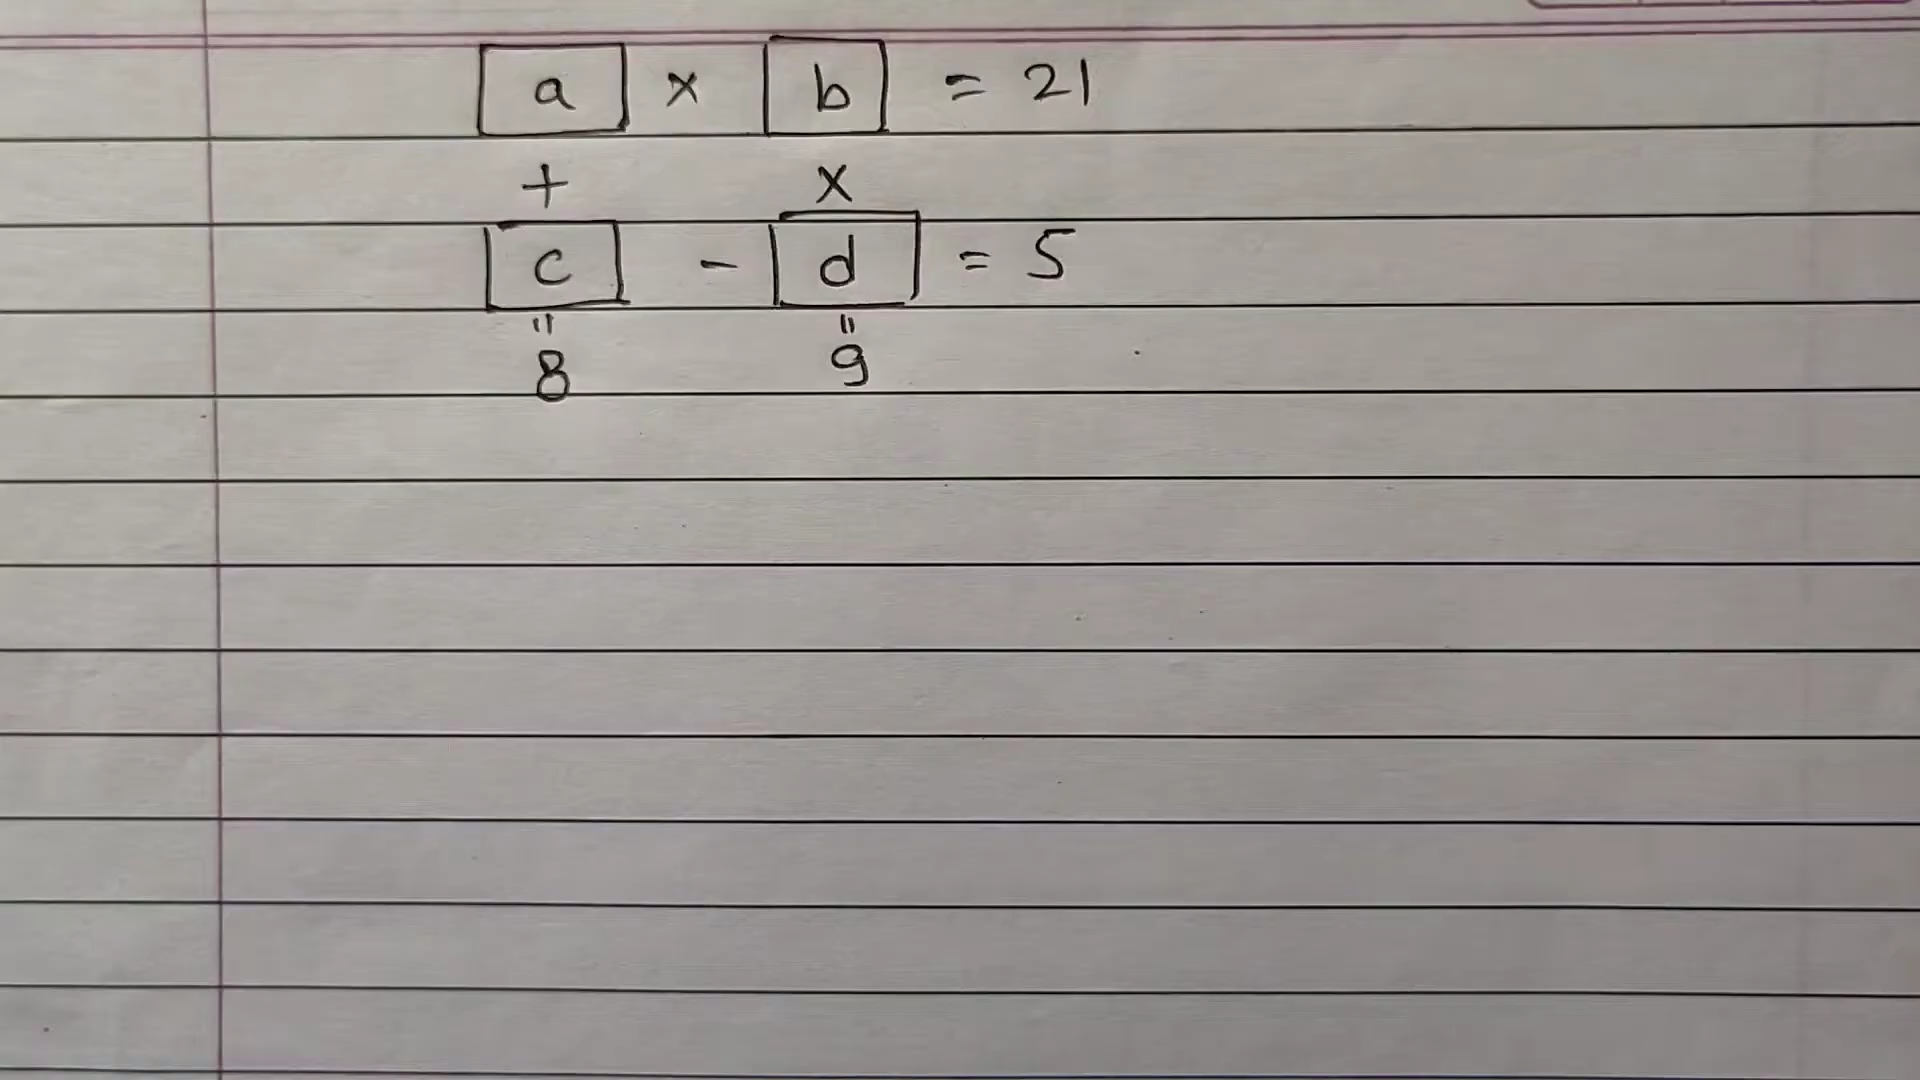 a x b = 21
+ x
c - d = 5
= =
8 9